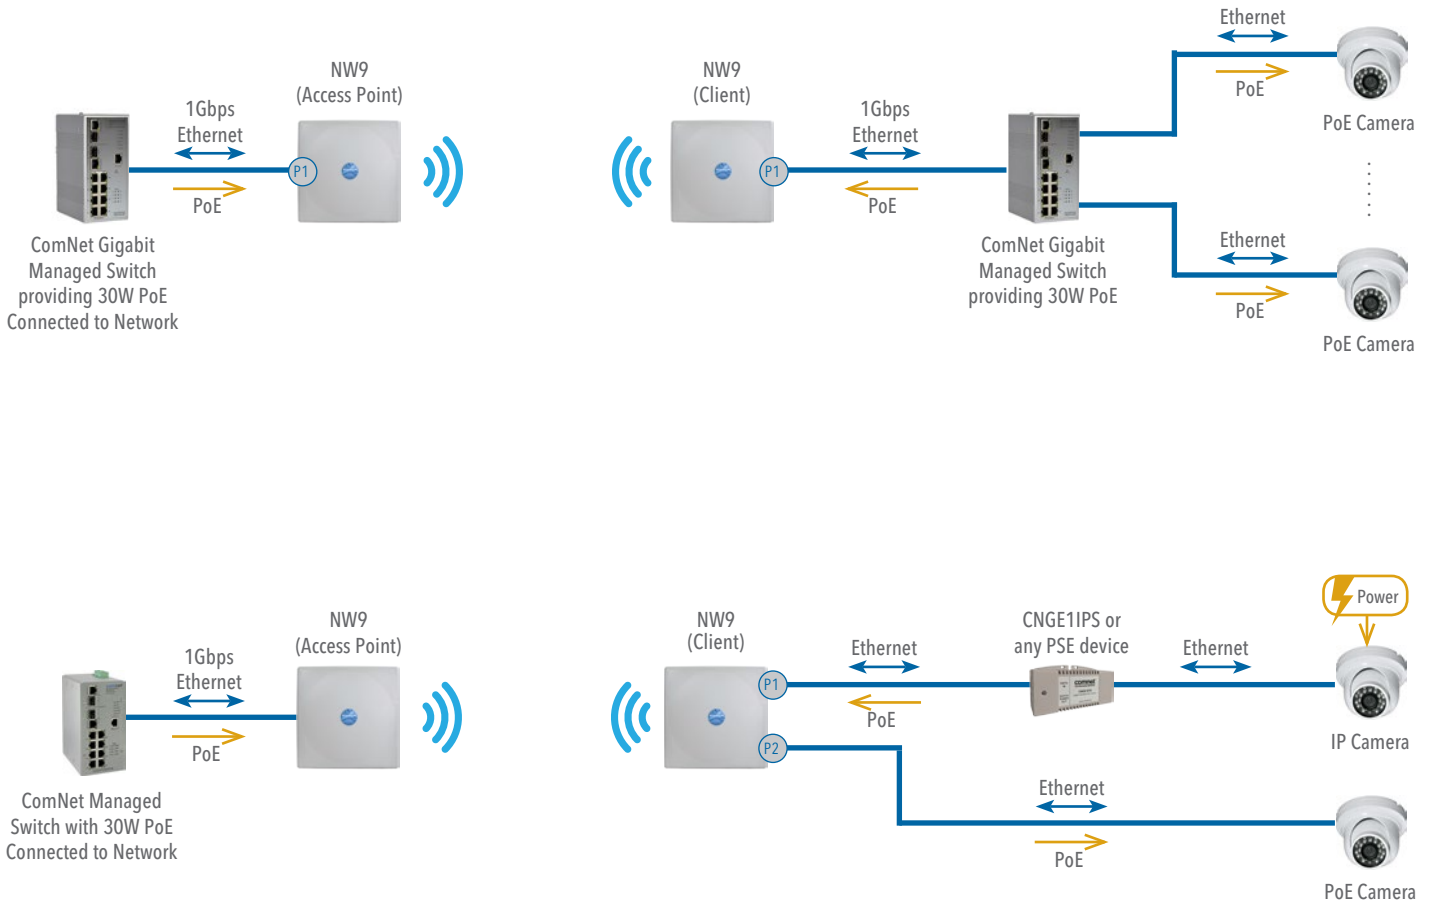 Ethernet
PoE
PoE Camera
NW9
(Access Point)
1Gbps
Ethernet
P1
PoE
ComNet Gigabit
Managed Switch
providing 30W PoE
Connected to Network
NW9
(Client)
P1
1Gbps
Ethernet
PoE
ComNet Gigabit
Managed Switch
providing 30W PoE
Ethernet
PoE
PoE Camera
NW9
(Access Point)
1Gbps
Ethernet
PoE
ComNet Managed
Switch with 30W PoE
Connected to Network
NW9
(Client)
P1
P2
Ethernet
PoE
CNGE1IPS or
any PSE device
COMNET
Ethernet
Power
IP Camera
Ethernet
PoE
PoE Camera